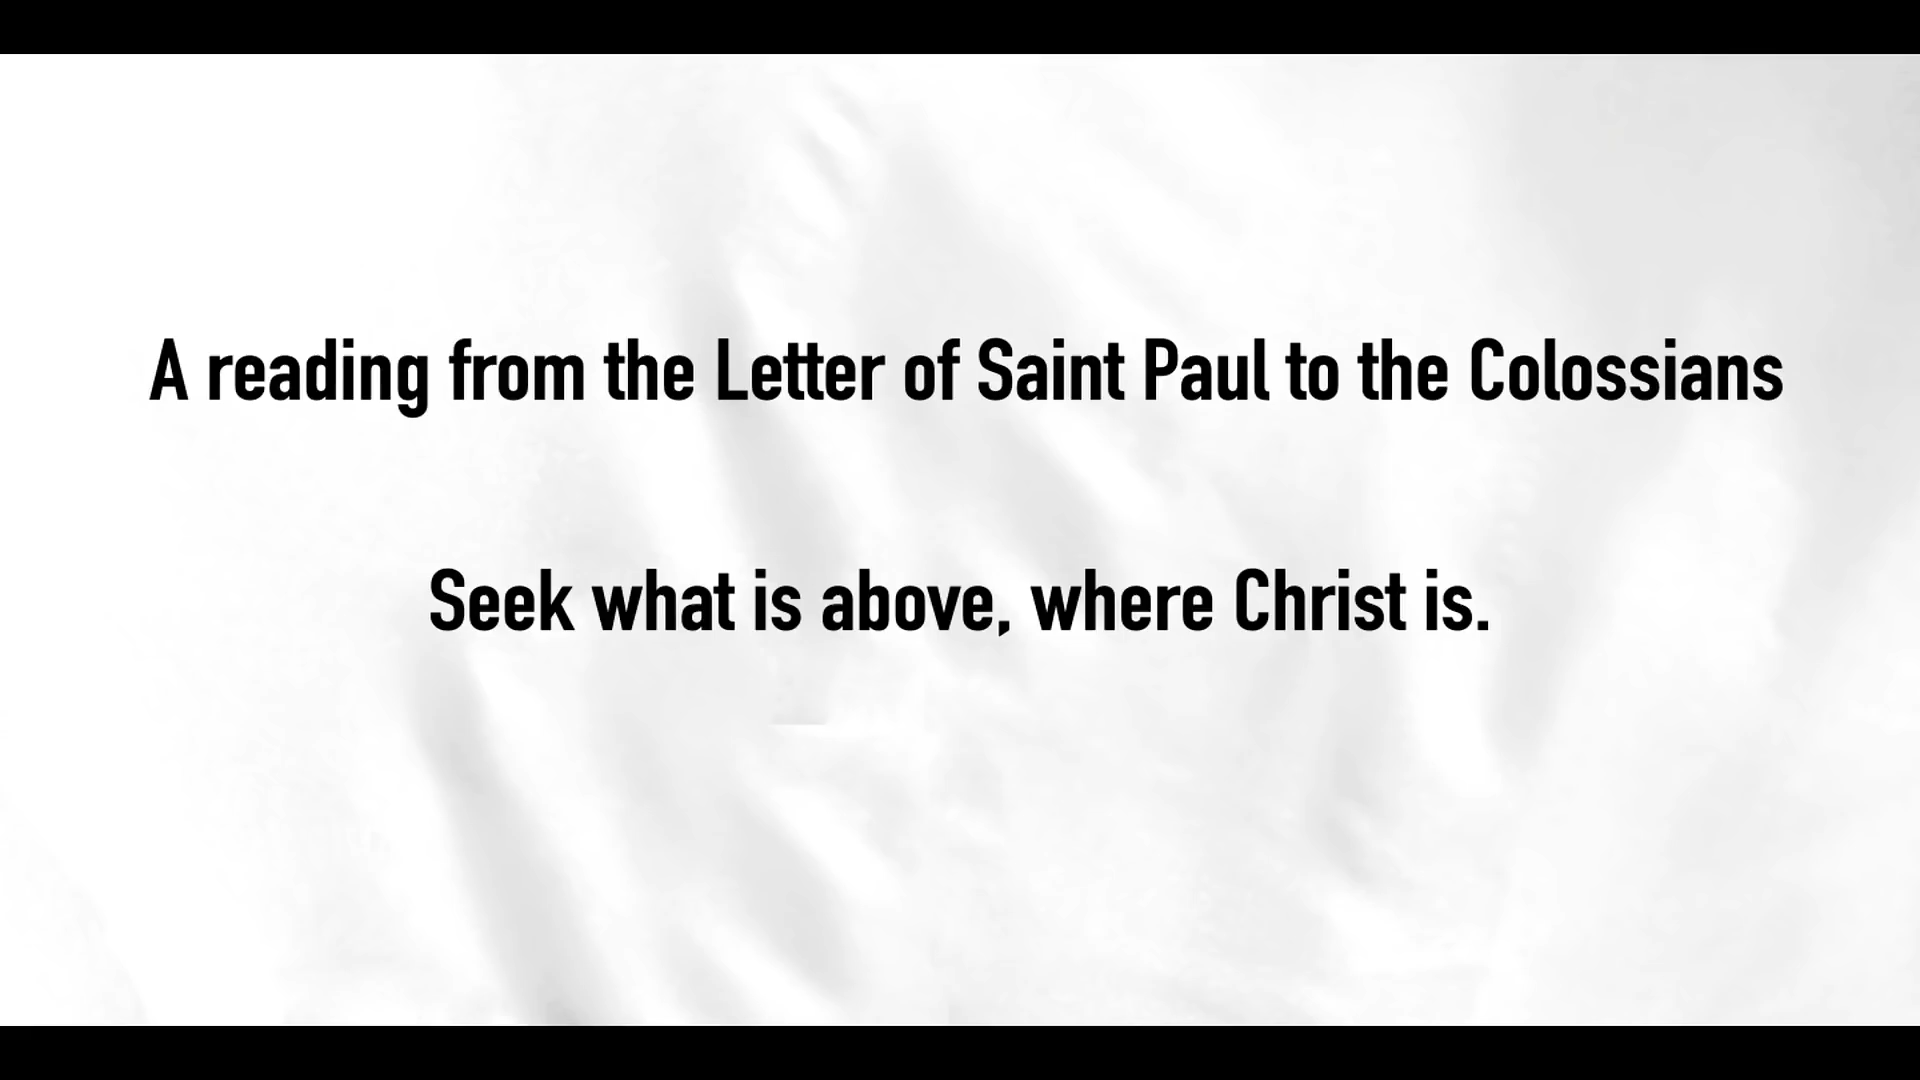 A reading from the Letter of Saint Paul to the Colossians
Seek what is above, where Christ is.